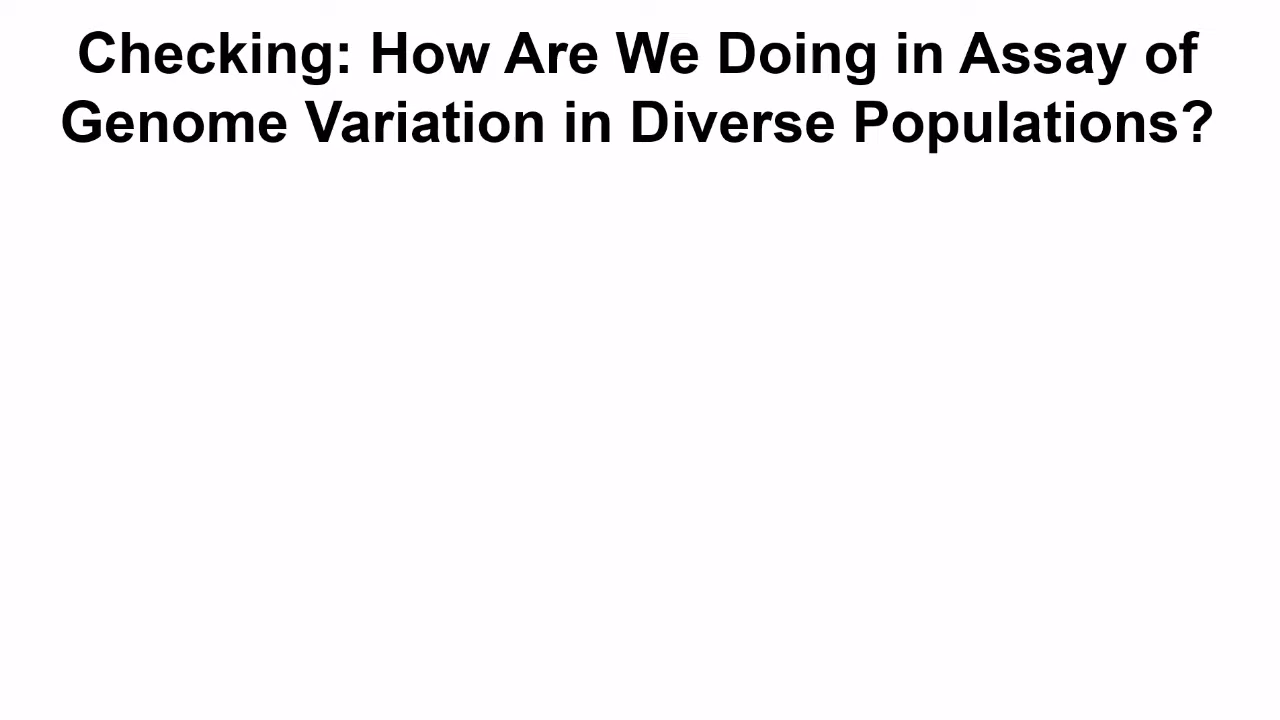 Checking: How Are We Doing in Assay of
Genome Variation in Diverse Populations?